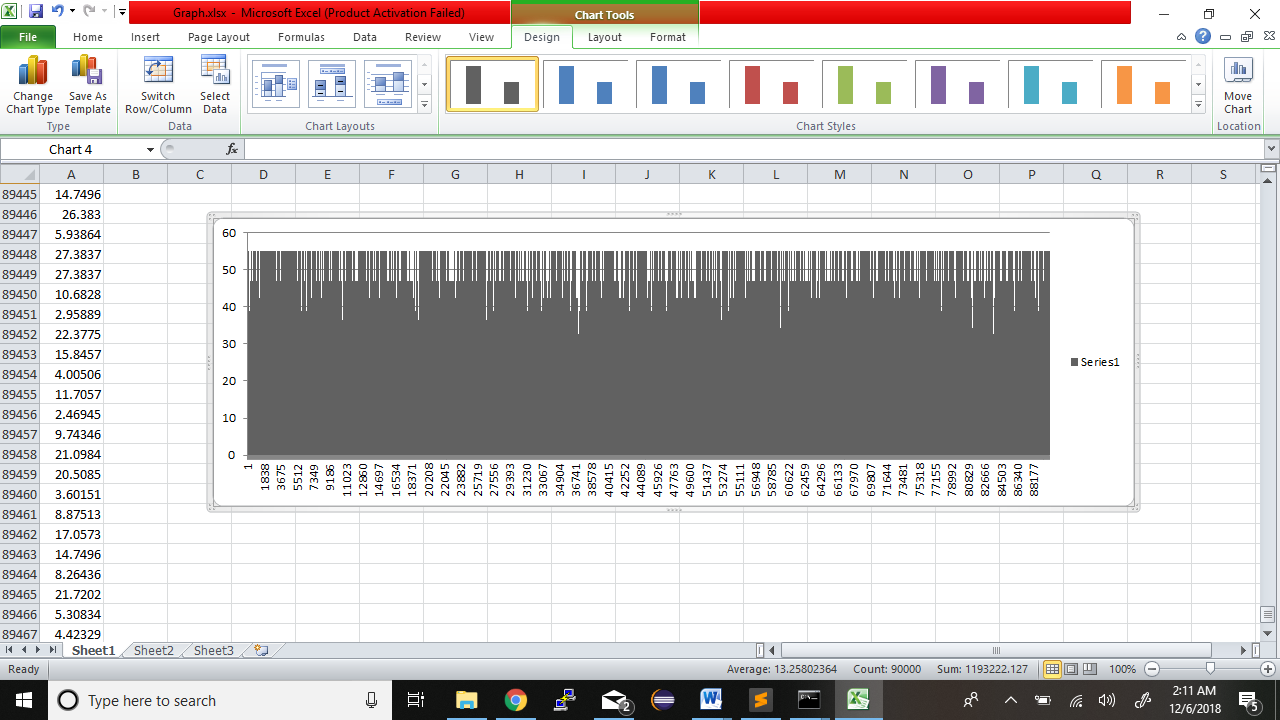 Graph.xlsx - Microsoft Excel (Product Activation Failed)
Chart Tools
File Home Insert Page Layout Formulas Data Review View Design Layout Format
Change Chart Type
Save As Template
Switch Row/Column
Select Data
Move Chart
Type Data Chart Layouts Chart Styles Location
Chart 4 fx
A B C D E F G H I J K L M N O P Q R S
89445 14.7496
89446 26.383
89447 5.93864
89448 27.3837
89449 27.3837
89450 10.6828
89451 2.95889
89452 22.3775
89453 15.8457
89454 4.00506
89455 11.7057
89456 2.46945
89457 9.74346
89458 21.0984
89459 20.5085
89460 3.60151
89461 8.87513
89462 17.0573
89463 14.7496
89464 8.26436
89465 21.7202
89466 5.30834
89467 4.42329
60
50
40
30
20
10
0
1 1838 3675 5512 7349 9186 11023 12860 14697 16534 18371 20208 22045 23882 25719 27556 29393 31230 33067 34904 36741 38578 40415 42252 44089 45926 47763 49600 51437 53274 55111 56948 58785 60622 62459 64296 66133 67970 69807 71644 73481 75318 77155 78992 80829 82666 84503 86340 88177
Series1
Sheet1 Sheet2 Sheet3
Ready Average: 13.25802364 Count: 90000 Sum: 1193222.127 100%
Type here to search
2
2:11 AM
12/6/2018
5